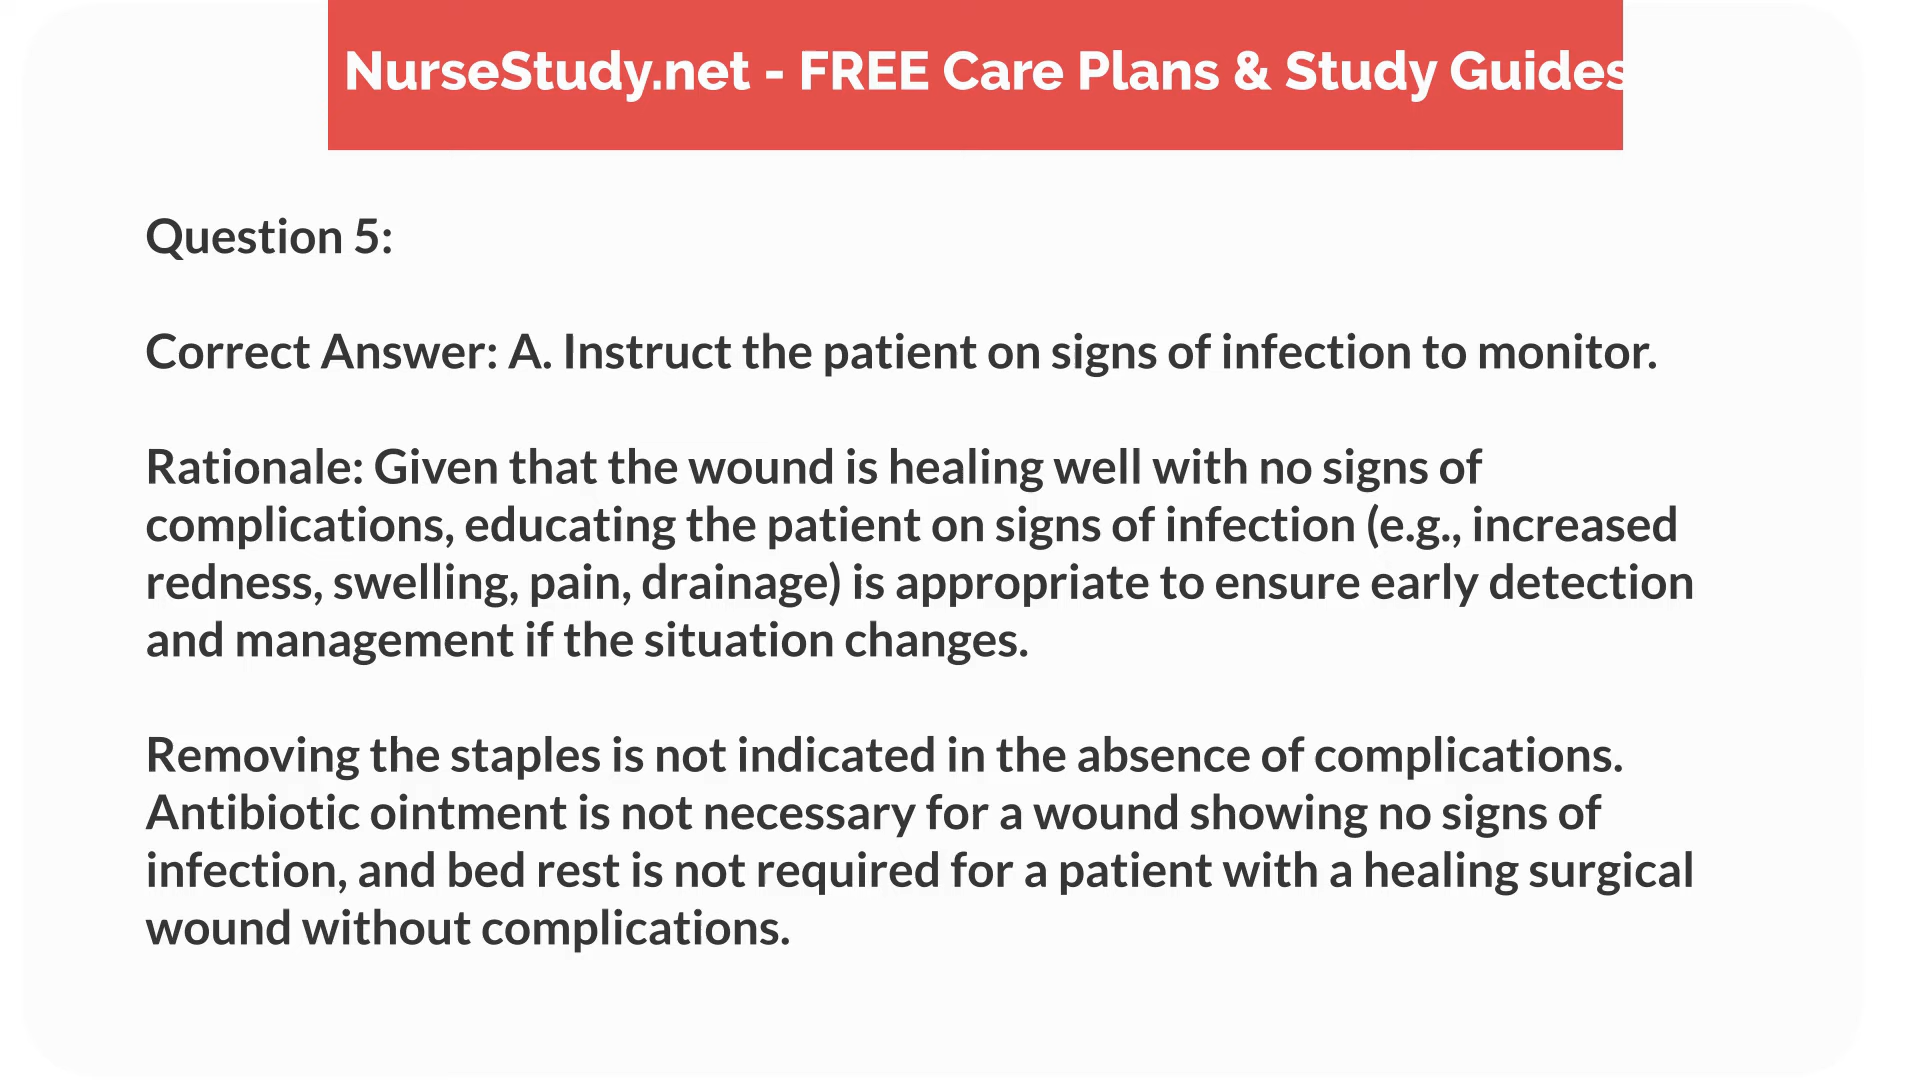 NurseStudy.net - FREE Care Plans & Study Guides
Question 5:
Correct Answer: A. Instruct the patient on signs of infection to monitor.
Rationale: Given that the wound is healing well with no signs of
complications, educating the patient on signs of infection (e.g., increased
redness, swelling, pain, drainage) is appropriate to ensure early detection
and management if the situation changes.
Removing the staples is not indicated in the absence of complications.
Antibiotic ointment is not necessary for a wound showing no signs of
infection, and bed rest is not required for a patient with a healing surgical
wound without complications.